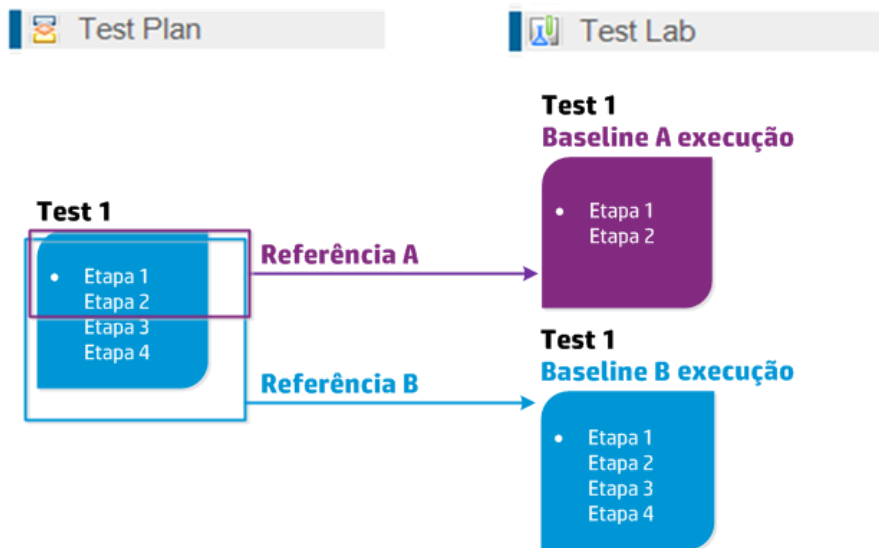 Test Plan
Test Lab
Test 1
Baseline A execução
• Etapa 1
Etapa 2
Test 1
• Etapa 1
Etapa 2
Etapa 3
Etapa 4
Referência A
Referência B
Test 1
Baseline B execução
• Etapa 1
Etapa 2
Etapa 3
Etapa 4